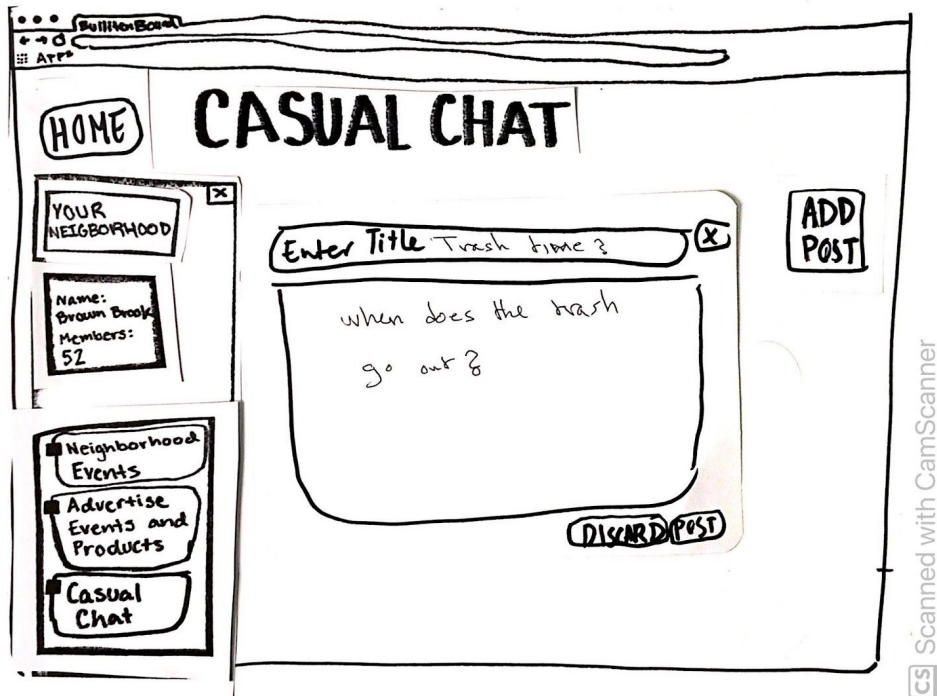 BullitonBoard
APPs
HOME
CASUAL CHAT
YOUR
NEIGBORHOOD
x
Name:
Brown Brook
Members:
52
Neighborhood
Events
Advertise
Events and
Products
Casual
Chat
Enter Title Trash time?
x
when does the trash
go out?
DISCARD POST
ADD
POST
CS Scanned with CamScanner